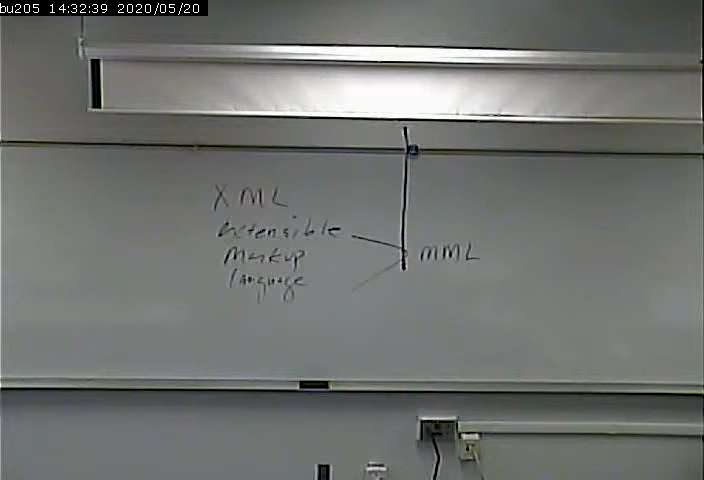 bu205 14:32:39 2020/05/20
XML
extensible
Markup
language
MML